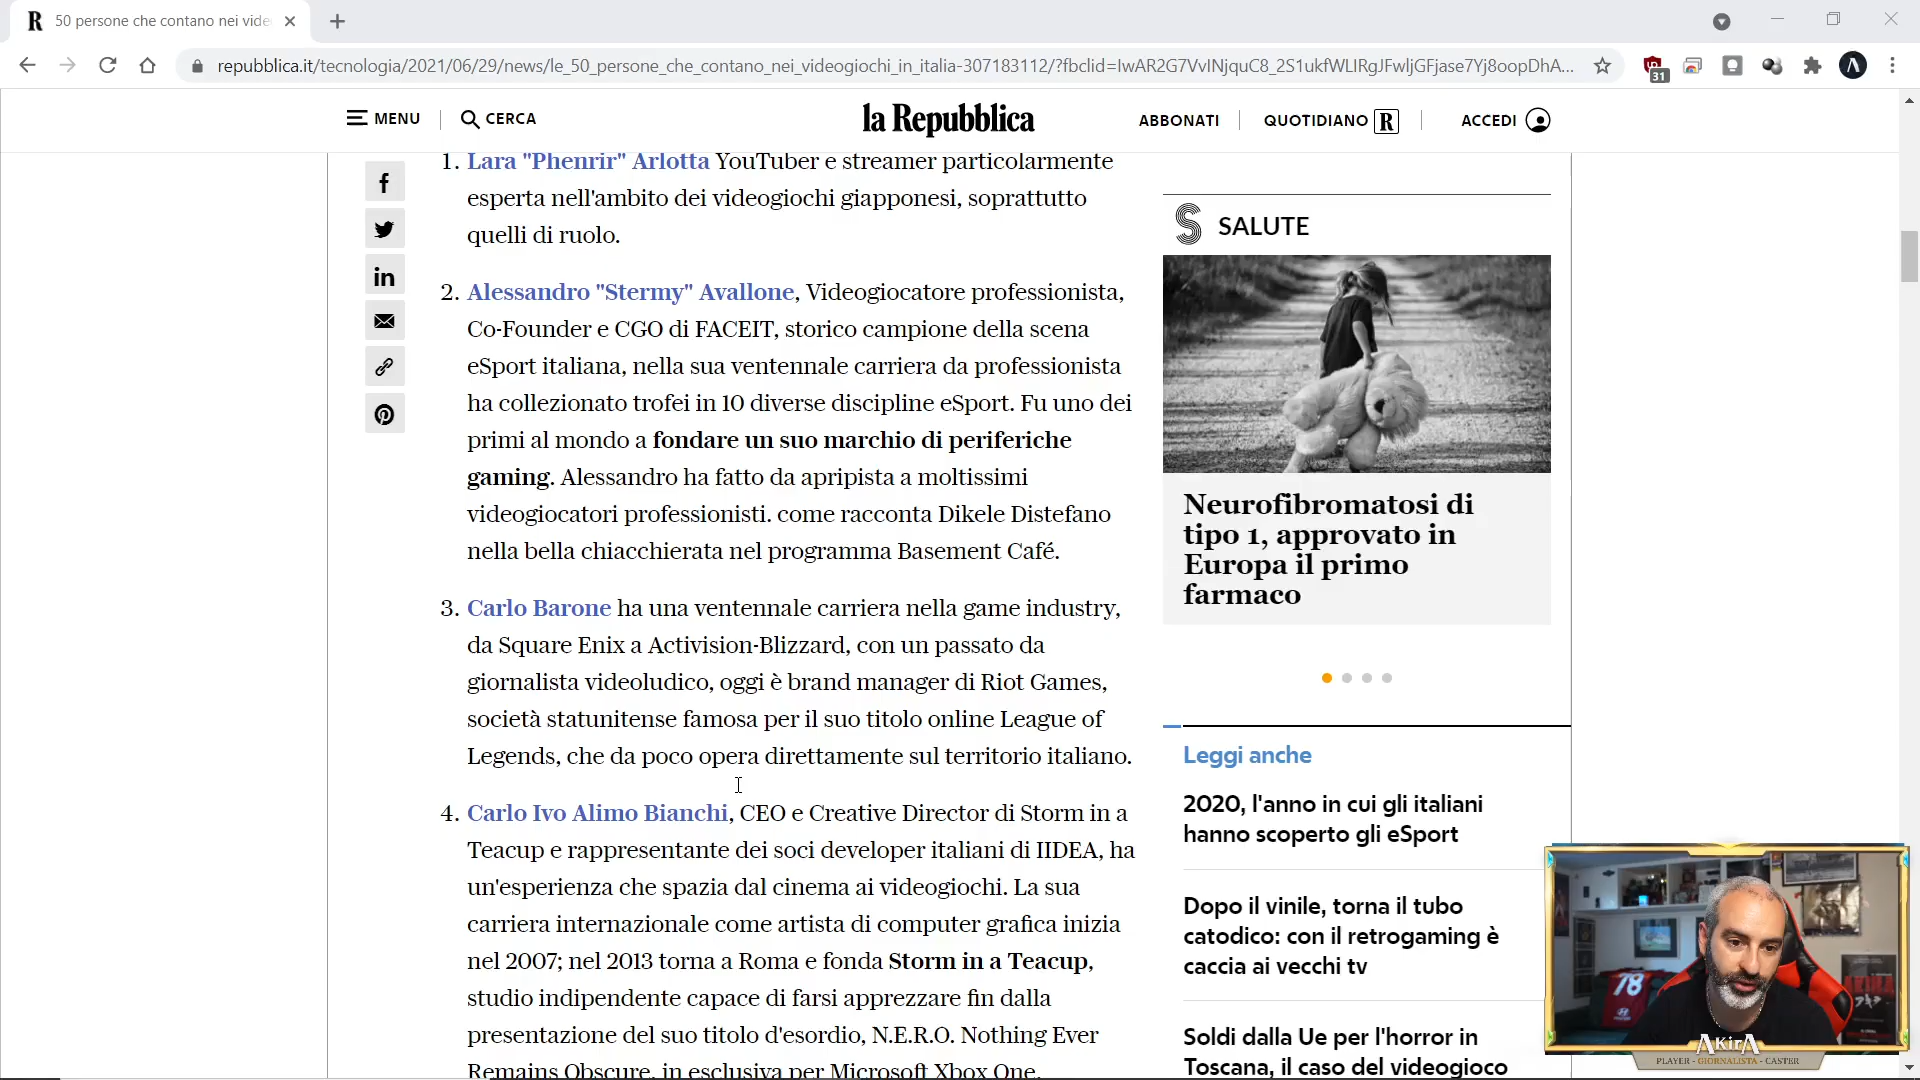 R 50 persone che contano nei vide
repubblica.it/tecnologia/2021/06/29/news/le_50_persone_che_contano_nei_videogiochi_in_italia-307183112/?fbclid=IwAR2G7VvINjquC8_2S1ukfWLIRgJFwljGFjase7Yj8oopDhA...
31
MENU
CERCA
la Repubblica
ABBONATI
QUOTIDIANO R
ACCEDI
1. Lara "Phenrir" Arlotta YouTuber e streamer particolarmente
esperta nell'ambito dei videogiochi giapponesi, soprattutto
quelli di ruolo.
2. Alessandro "Stermy" Avallone, Videogiocatore professionista,
Co-Founder e CGO di FACEIT, storico campione della scena
eSport italiana, nella sua ventennale carriera da professionista
ha collezionato trofei in 10 diverse discipline eSport. Fu uno dei
primi al mondo a fondare un suo marchio di periferiche
gaming. Alessandro ha fatto da apripista a moltissimi
videogiocatori professionisti. come racconta Dikele Distefano
nella bella chiacchierata nel programma Basement Café.
3. Carlo Barone ha una ventennale carriera nella game industry,
da Square Enix a Activision-Blizzard, con un passato da
giornalista videoludico, oggi è brand manager di Riot Games,
società statunitense famosa per il suo titolo online League of
Legends, che da poco opera direttamente sul territorio italiano.
4. Carlo Ivo Alimo Bianchi, CEO e Creative Director di Storm in a
Teacup e rappresentante dei soci developer italiani di IIDEA, ha
un'esperienza che spazia dal cinema ai videogiochi. La sua
carriera internazionale come artista di computer grafica inizia
nel 2007; nel 2013 torna a Roma e fonda Storm in a Teacup,
studio indipendente capace di farsi apprezzare fin dalla
presentazione del suo titolo d'esordio, N.E.R.O. Nothing Ever
Remains Obscure, in esclusiva per Microsoft Xbox One.
SALUTE
Neurofibromatosi di
tipo 1, approvato in
Europa il primo
farmaco
Leggi anche
2020, l'anno in cui gli italiani
hanno scoperto gli eSport
Dopo il vinile, torna il tubo
catodico: con il retrogaming è
caccia ai vecchi tv
Soldi dalla Ue per l'horror in
Toscana, il caso del videogioco
78
AKirA
PLAYER - GIORNALISTA - CASTER